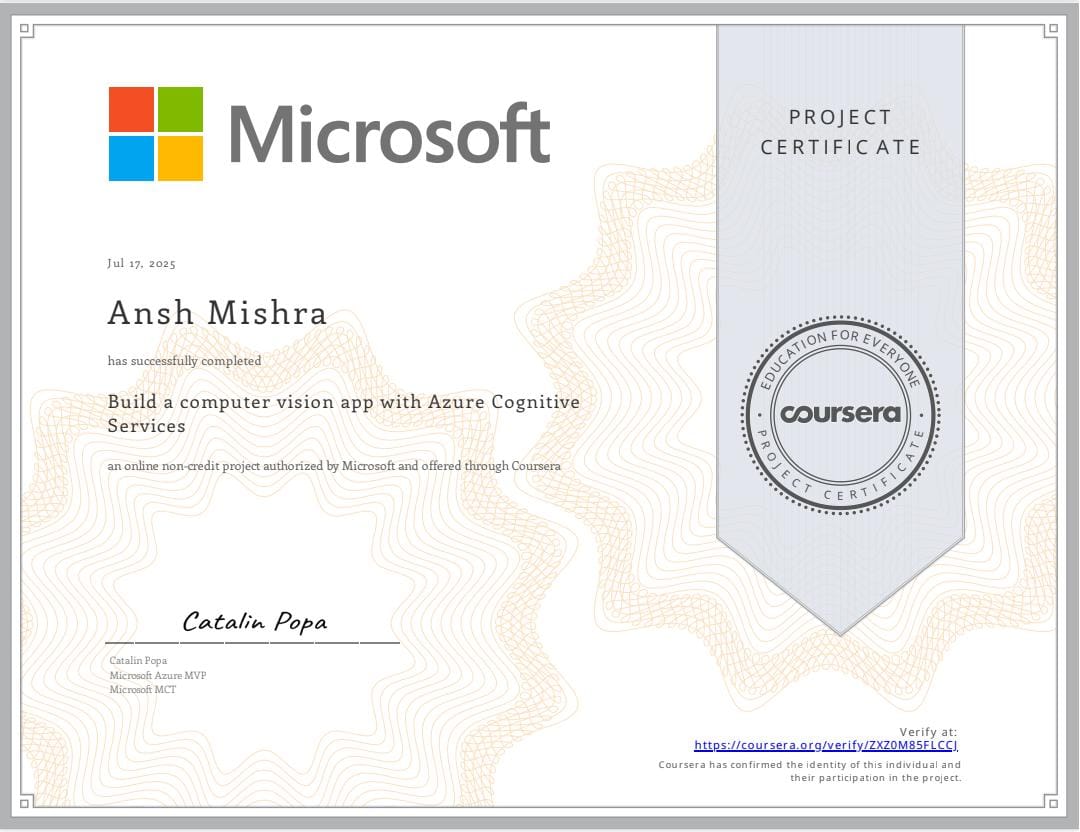 Microsoft
PROJECT
CERTIFICATE
Jul 17, 2025
Ansh Mishra
has successfully completed
Build a computer vision app with Azure Cognitive
Services
an online non-credit project authorized by Microsoft and offered through Coursera
EDUCATION FOR EVERYONE
coursera
PROJECT CERTIFICATE
Catalin Popa
Catalin Popa
Microsoft Azure MVP
Microsoft MCT
Verify at:
https://coursera.org/verify/ZXZ0M85FLCCJ
Coursera has confirmed the identity of this individual and
their participation in the project.